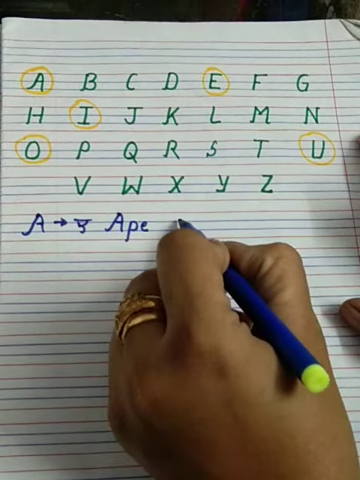 A B C D E F G
H I J K L M N
O P Q R S T U
V W X Y Z
A → Ape